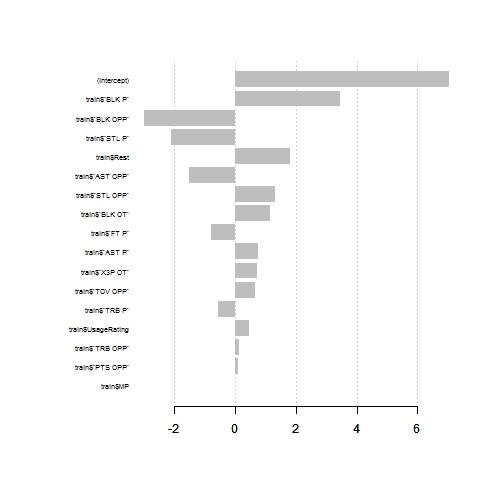 (Intercept)
train$`BLK P`
train$`BLK OPP`
train$`STL P`
train$Rest
train$`AST OPP`
train$`STL OPP`
train$`BLK OT`
train$`FT P`
train$`AST P`
train$`X3P OT`
train$`TOV OPP`
train$`TRB P`
train$UsageRating
train$`TRB OPP`
train$`PTS OPP`
train$MP
-2 0 2 4 6